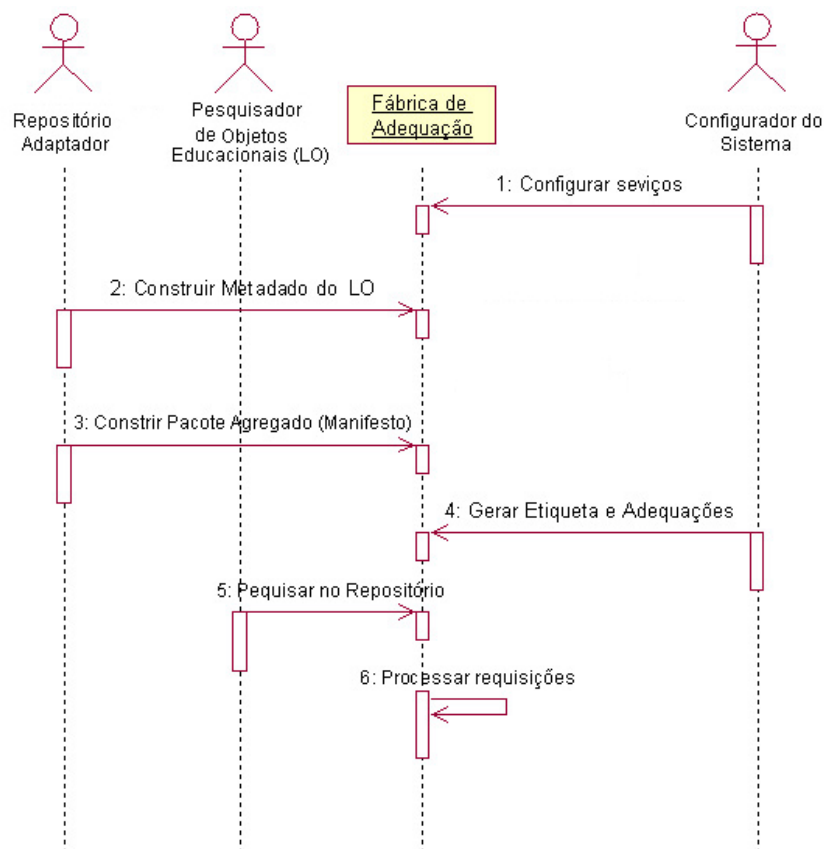 Repositório
Adaptador
Pesquisador
de Objetos
Educacionais (LO)
Fábrica de
Adequação
Configurador do
Sistema
1: Configurar seviços
2: Construir Metadado do LO
3: Constrir Pacote Agregado (Manifesto)
4: Gerar Etiqueta e Adequações
5: Pequisar no Repositório
6: Processar requisições